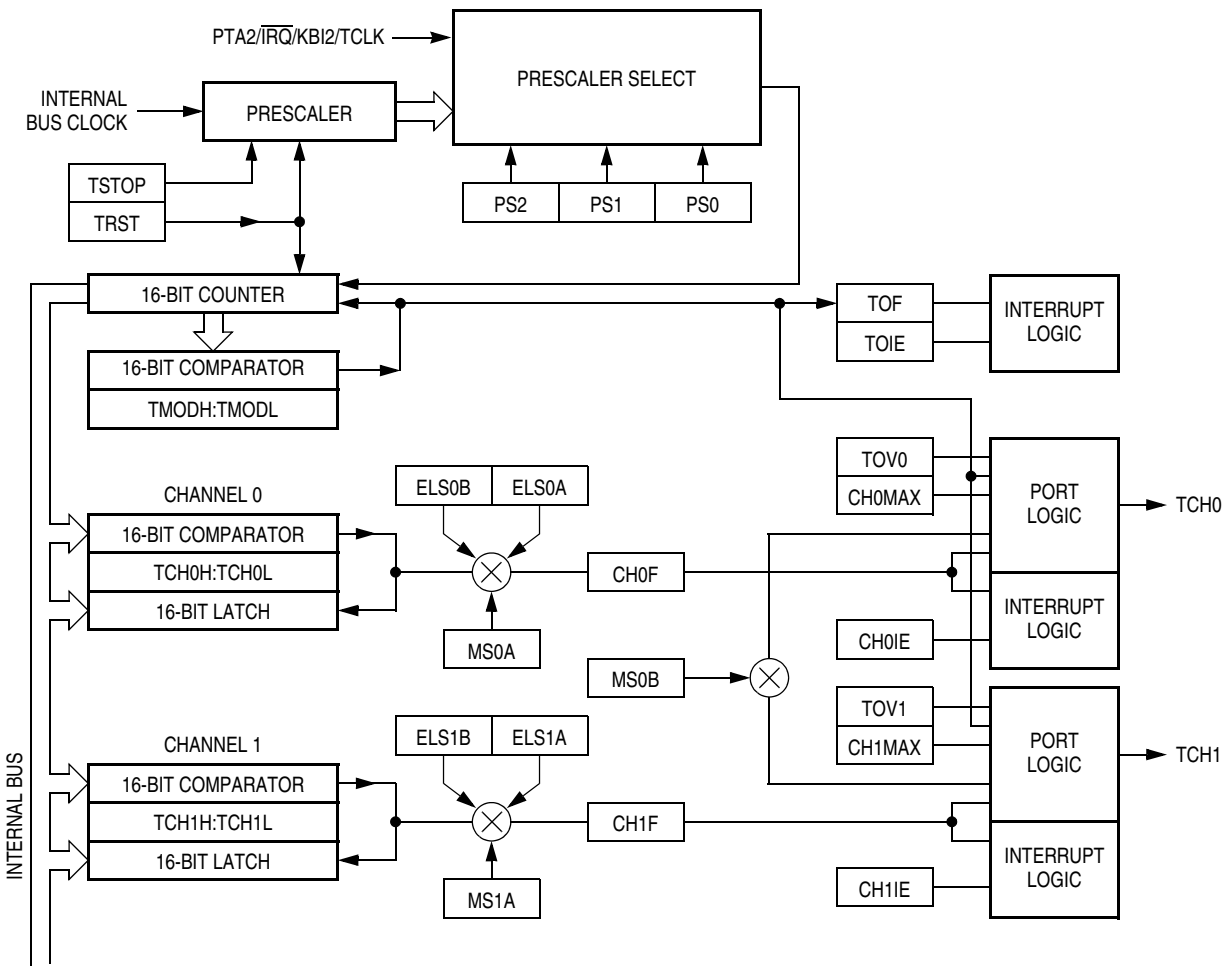 PTA2/IRQ/KBI2/TCLK
PRESCALER SELECT
INTERNAL
BUS CLOCK
PRESCALER
TSTOP
TRST
PS2
PS1
PS0
16-BIT COUNTER
16-BIT COMPARATOR
TMODH:TMODL
TOF
TOIE
INTERRUPT
LOGIC
CHANNEL 0
16-BIT COMPARATOR
TCH0H:TCH0L
16-BIT LATCH
ELS0B
ELS0A
MS0A
CH0F
TOV0
CH0MAX
PORT
LOGIC
TCH0
INTERRUPT
LOGIC
CH0IE
MS0B
CHANNEL 1
16-BIT COMPARATOR
TCH1H:TCH1L
16-BIT LATCH
ELS1B
ELS1A
MS1A
CH1F
TOV1
CH1MAX
PORT
LOGIC
TCH1
INTERRUPT
LOGIC
CH1IE
INTERNAL BUS